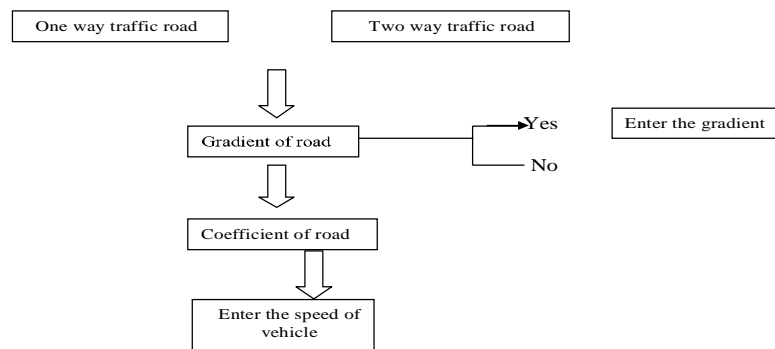 One way traffic road
Two way traffic road
Gradient of road
Yes
Enter the gradient
No
Coefficient of road
Enter the speed of
vehicle